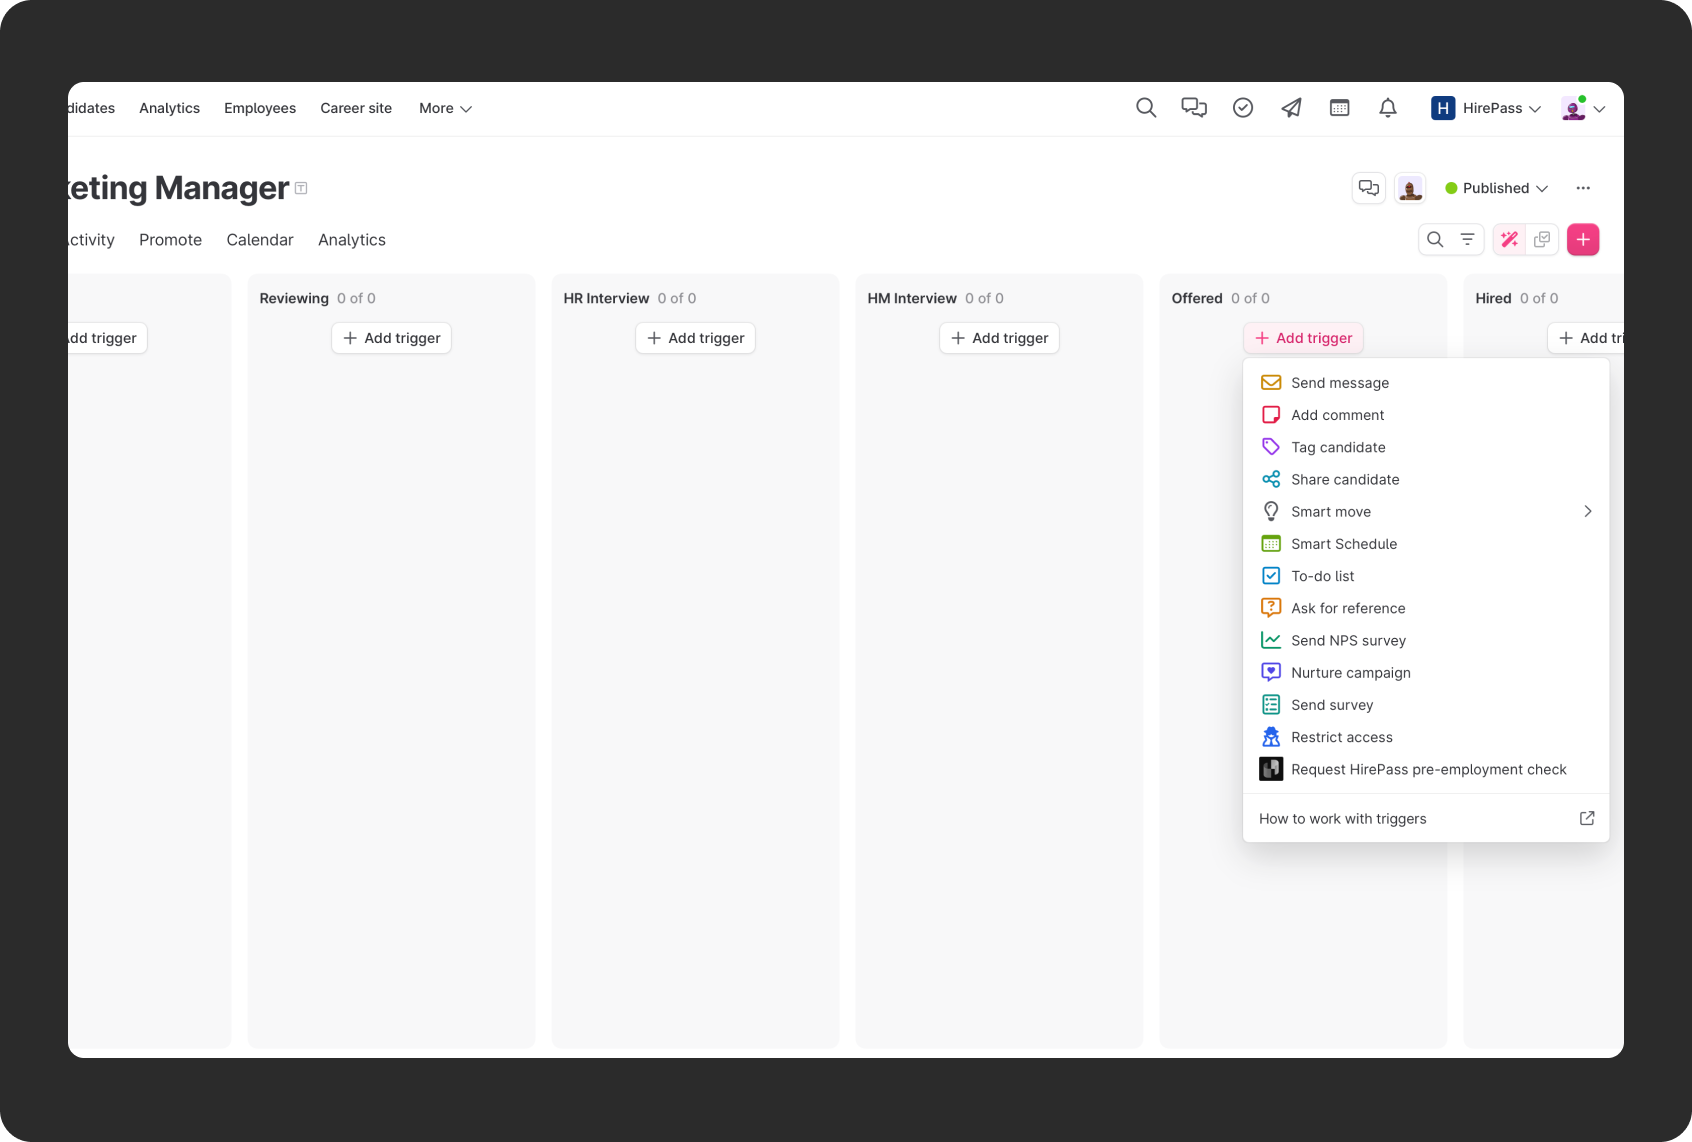 didates Analytics Employees Career site More H HirePass
keting Manager T Published
ctivity Promote Calendar Analytics
Reviewing 0 of 0 HR Interview 0 of 0 HM Interview 0 of 0 Offered 0 of 0 Hired 0 of 0
dd trigger Add trigger Add trigger Add trigger Add trigger Add tri
Send message
Add comment
Tag candidate
Share candidate
Smart move
Smart Schedule
To-do list
Ask for reference
Send NPS survey
Nurture campaign
Send survey
Restrict access
Request HirePass pre-employment check
How to work with triggers